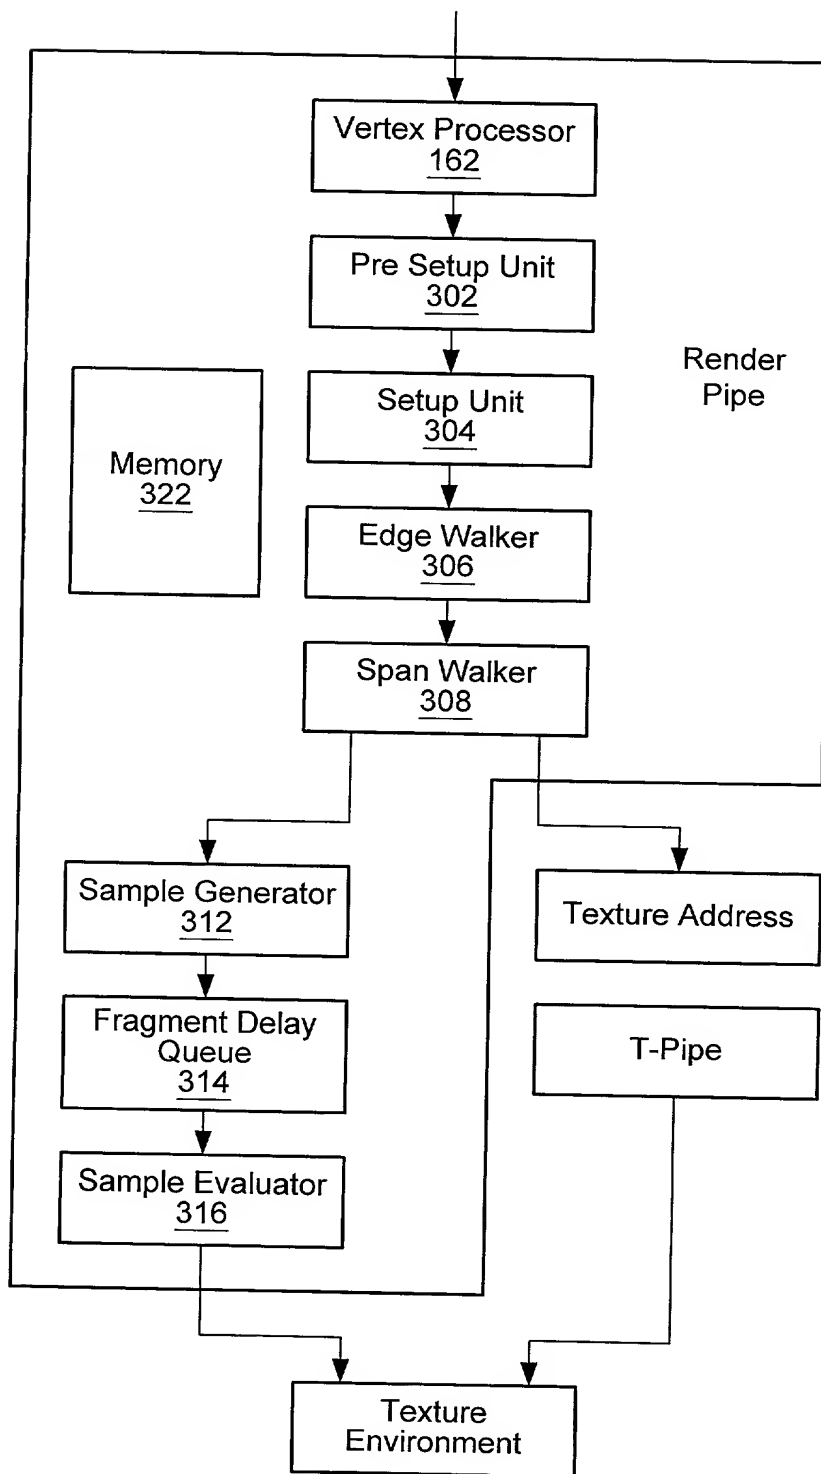 Vertex Processor
162
Pre Setup Unit
302
Render
Pipe
Setup Unit
304
Memory
322
Edge Walker
306
Span Walker
308
Sample Generator
312
Texture Address
Fragment Delay
Queue
314
T-Pipe
Sample Evaluator
316
Texture
Environment